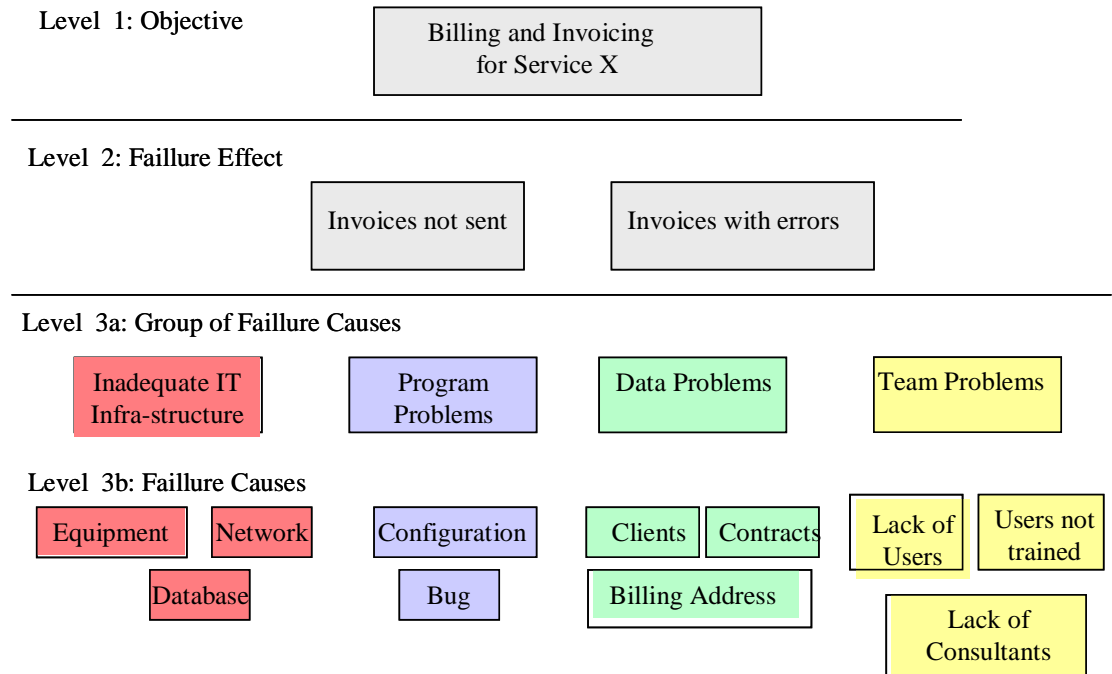 Level 1: Objective
Billing and Invoicing
for Service X
Level 2: Faillure Effect
Invoices not sent
Invoices with errors
Level 3a: Group of Faillure Causes
Inadequate IT
Infra-structure
Program
Problems
Data Problems
Team Problems
Level 3b: Faillure Causes
Equipment
Network
Database
Configuration
Bug
Clients
Contracts
Billing Address
Lack of
Users
Users not
trained
Lack of
Consultants